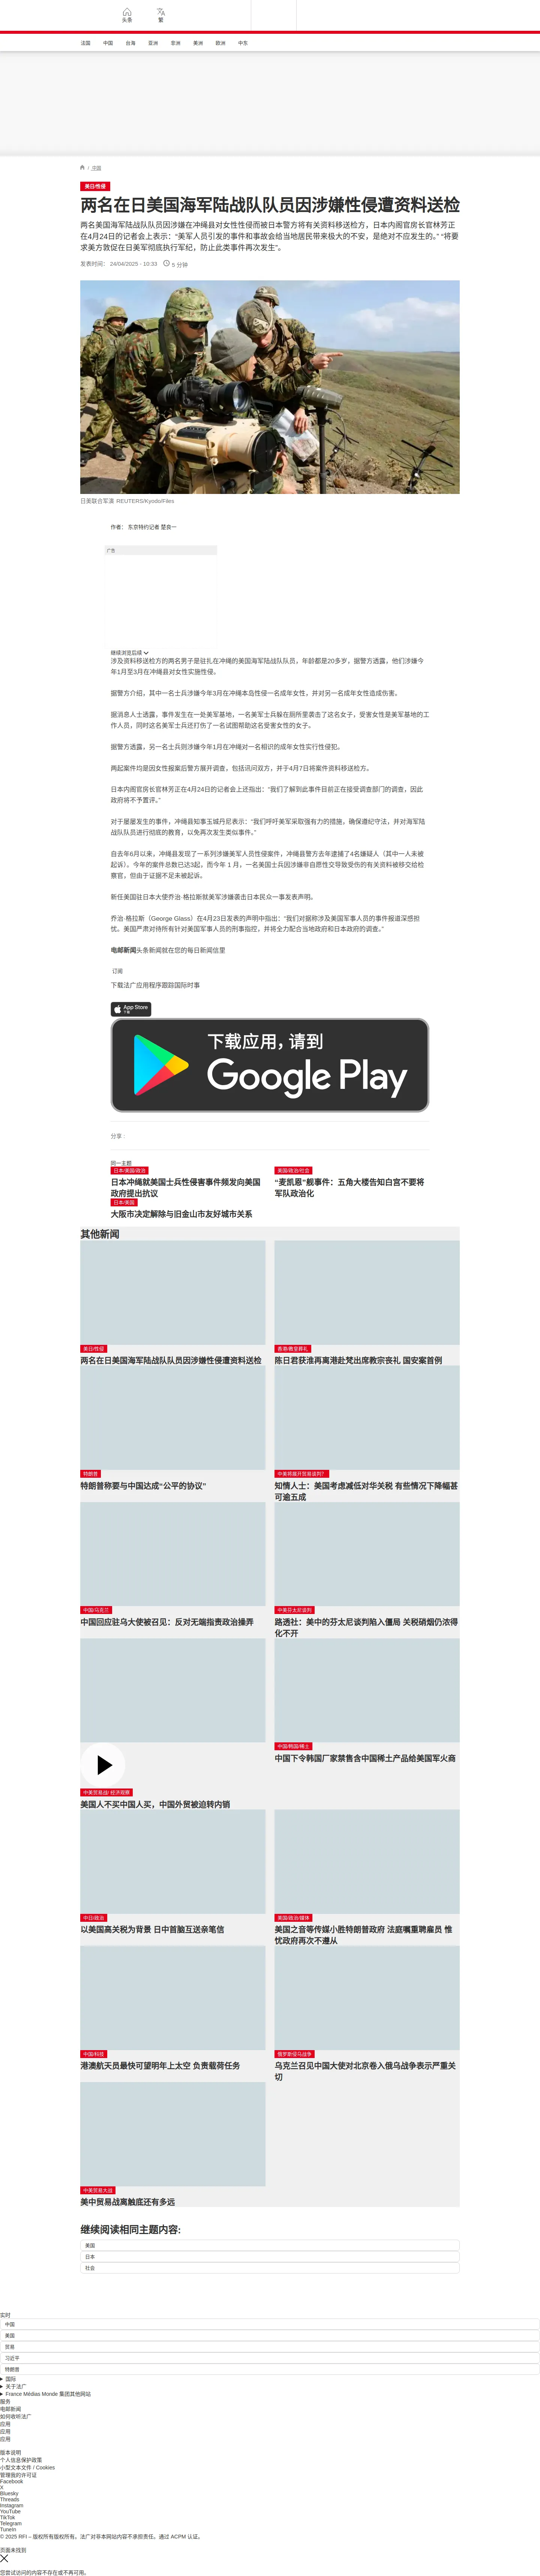 头条
繁
法国
中国
台海
亚洲
非洲
美洲
欧洲
中东
/ 中国
美日/性侵
两名在日美国海军陆战队队员因涉嫌性侵遭资料送检
两名美国海军陆战队队员因涉嫌在冲绳县对女性性侵而被日本警方将有关资料移送检方，日本内阁官房长官林芳正
在4月24日的记者会上表示：“美军人员引发的事件和事故会给当地居民带来极大的不安，是绝对不应发生的。” “将要
求美方敦促在日美军彻底执行军纪，防止此类事件再次发生”。
发表时间： 24/04/2025 - 10:33
5 分钟
日美联合军演 REUTERS/Kyodo/Files
作者： 东京特约记者 楚良一
广告
继续浏览后续
涉及资料移送检方的两名男子是驻扎在冲绳的美国海军陆战队队员，年龄都是20多岁，据警方透露，他们涉嫌今
年1月至3月在冲绳县对女性实施性侵。
据警方介绍，其中一名士兵涉嫌今年3月在冲绳本岛性侵一名成年女性，并对另一名成年女性造成伤害。
据消息人士透露，事件发生在一处美军基地，一名美军士兵躲在厕所里袭击了这名女子，受害女性是美军基地的工
作人员，同时这名美军士兵还打伤了一名试图帮助这名受害女性的女子。
据警方透露，另一名士兵则涉嫌今年1月在冲绳对一名相识的成年女性实行性侵犯。
两起案件均是因女性报案后警方展开调查，包括讯问双方，并于4月7日将案件资料移送检方。
日本内阁官房长官林芳正在4月24日的记者会上还指出：“我们了解到此事件目前正在接受调查部门的调查，因此
政府将不予置评。”
对于屡屡发生的事件，冲绳县知事玉城丹尼表示：“我们呼吁美军采取强有力的措施，确保遵纪守法，并对海军陆
战队队员进行彻底的教育，以免再次发生类似事件。”
自去年6月以来，冲绳县发现了一系列涉嫌美军人员性侵案件，冲绳县警方去年逮捕了4名嫌疑人（其中一人未被
起诉），今年的案件总数已达3起，而今年 1 月，一名美国士兵因涉嫌非自愿性交导致受伤的有关资料被移交给检
察官，但由于证据不足未被起诉。
新任美国驻日本大使乔治·格拉斯就美军涉嫌袭击日本民众一事发表声明。
乔治·格拉斯（George Glass）在4月23日发表的声明中指出：“我们对据称涉及美国军事人员的事件报道深感担
忧。美国严肃对待所有针对美国军事人员的刑事指控，并将全力配合当地政府和日本政府的调查。”
电邮新闻头条新闻就在您的每日新闻信里
订阅
下载法广应用程序跟踪国际时事
App Store
下载应用，请到
Google Play
分享 :
同一主题
日本/美国/政治
日本冲绳就美国士兵性侵害事件频发向美国
政府提出抗议
美国/政治/社会
“麦凯恩”舰事件：五角大楼告知白宫不要将
军队政治化
日本/美国
大阪市决定解除与旧金山市友好城市关系
其他新闻
美日/性侵
两名在日美国海军陆战队队员因涉嫌性侵遭资料送检
香港/教皇葬礼
陈日君获准再离港赴梵出席教宗丧礼 国安案首例
特朗普
特朗普称要与中国达成“公平的协议”
中美将展开贸易谈判？
知情人士：美国考虑减低对华关税 有些情况下降幅甚
可逾五成
中国/乌克兰
中国回应驻乌大使被召见：反对无端指责政治操弄
中美芬太尼谈判
路透社：美中的芬太尼谈判陷入僵局 关税硝烟仍浓得
化不开
中美贸易战/ 经济观察
美国人不买中国人买，中国外贸被迫转内销
中国/韩国/稀土
中国下令韩国厂家禁售含中国稀土产品给美国军火商
中日/政治
以美国高关税为背景 日中首脑互送亲笔信
美国/政治/媒体
美国之音等传媒小胜特朗普政府 法庭嘱重聘雇员 惟
忧政府再次不遵从
中国/科技
港澳航天员最快可望明年上太空 负责载荷任务
俄罗斯侵乌战争
乌克兰召见中国大使对北京卷入俄乌战争表示严重关
切
中美贸易大战
美中贸易战离触底还有多远
继续阅读相同主题内容:
美国
日本
社会
实时
中国
美国
贸易
习近平
特朗普
国际
关于法广
France Médias Monde 集团其他网站
服务
电邮新闻
如何收听法广
应用
应用
应用
版本说明
个人信息保护政策
小型文本文件 / Cookies
管理我的许可证
Facebook
X
Bluesky
Threads
Instagram
YouTube
TikTok
Telegram
TuneIn
© 2025 RFI – 版权所有版权所有。法广对非本网站内容不承担责任。通过 ACPM 认证。
页面未找到
您尝试访问的内容不存在或不再可用。